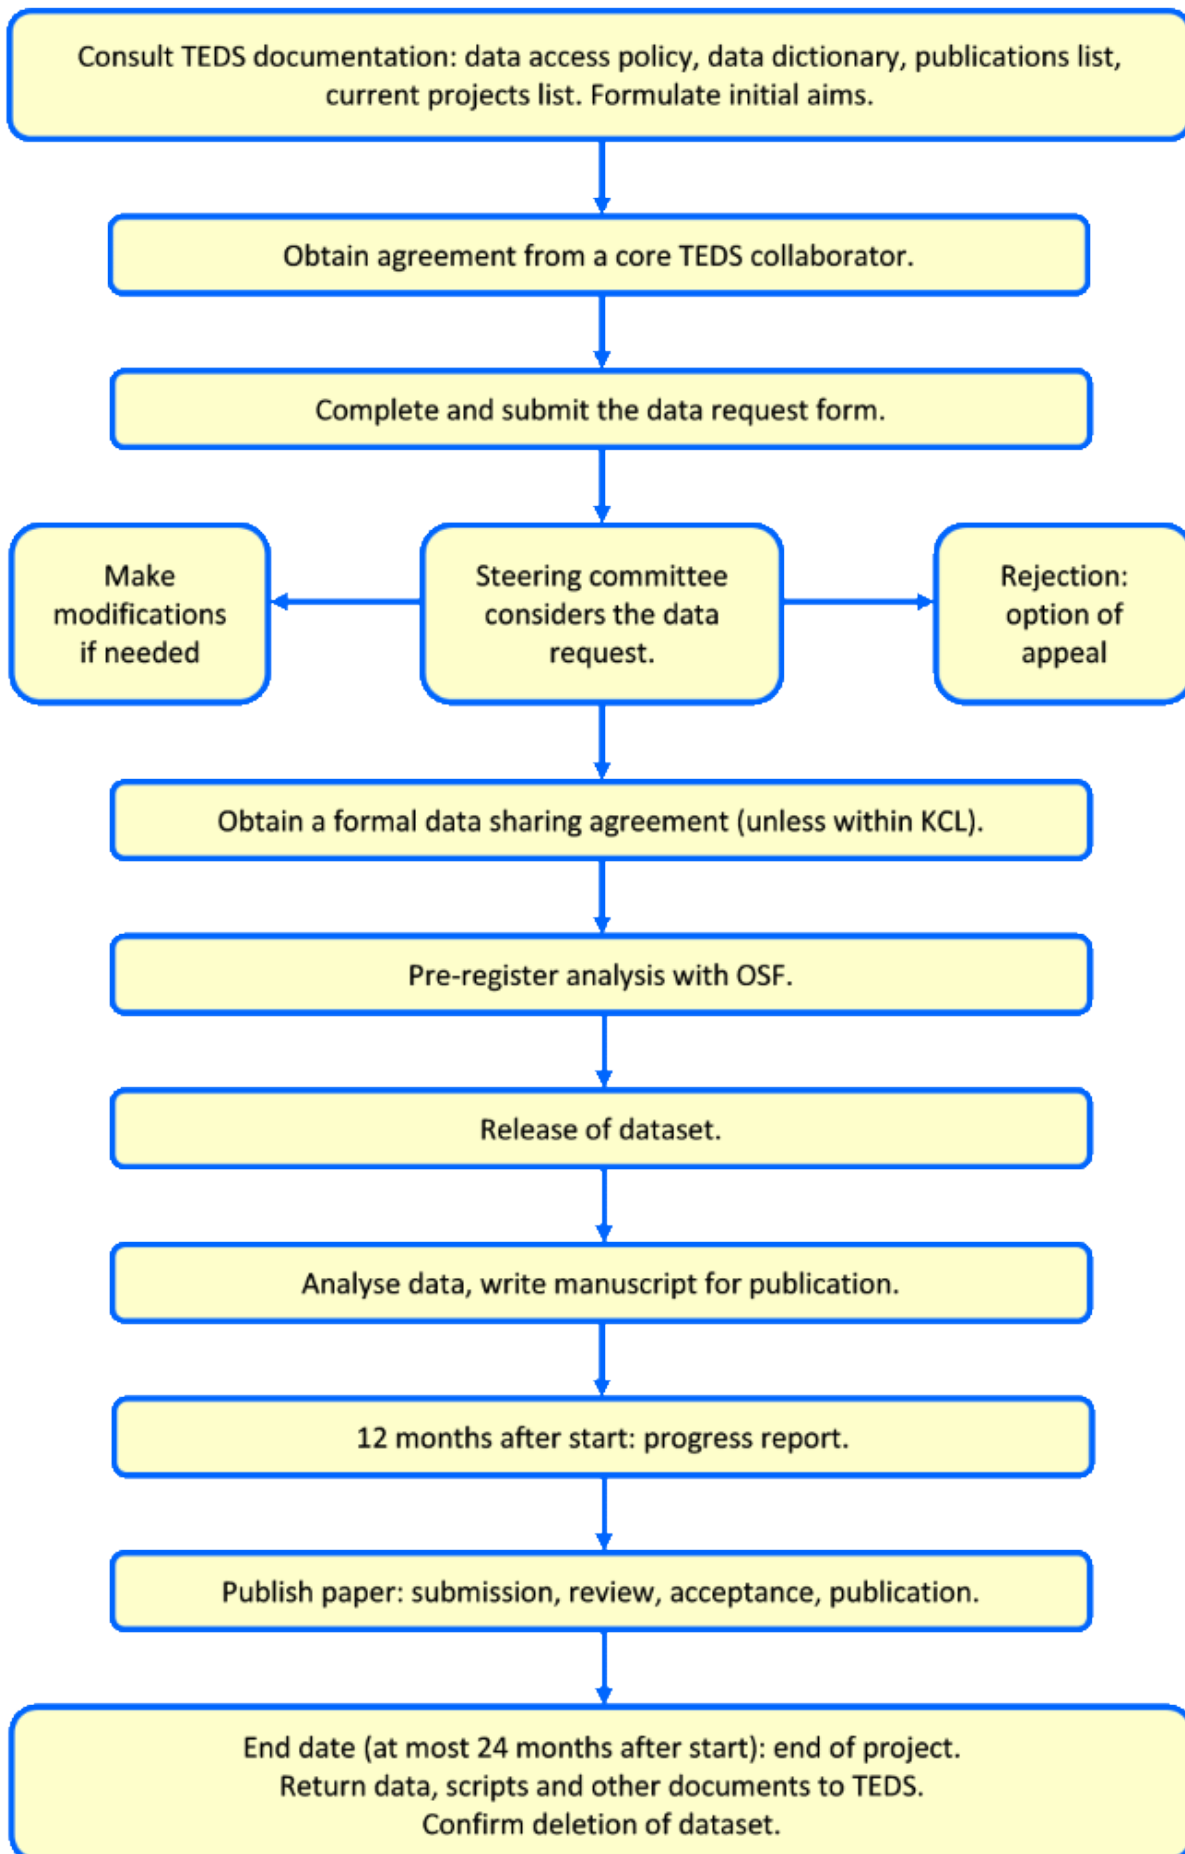 Consult TEDS documentation: data access policy, data dictionary, publications list,
current projects list. Formulate initial aims.
Obtain agreement from a core TEDS collaborator.
Complete and submit the data request form.
Make
modifications
if needed
Steering committee
considers the data
request.
Rejection:
option of
appeal
Obtain a formal data sharing agreement (unless within KCL).
Pre-register analysis with OSF.
Release of dataset.
Analyse data, write manuscript for publication.
12 months after start: progress report.
Publish paper: submission, review, acceptance, publication.
End date (at most 24 months after start): end of project.
Return data, scripts and other documents to TEDS.
Confirm deletion of dataset.